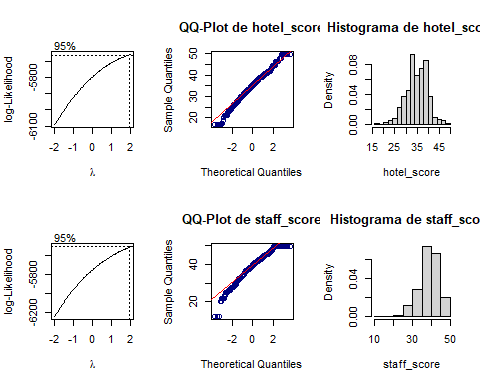 95%
log-Likelihood
-6100
-5800
-2
-1
0
1
2
λ
QQ-Plot de hotel_score
Sample Quantiles
20
30
40
50
-2
0
2
Theoretical Quantiles
Histograma de hotel_sco
Density
0.00
0.04
0.08
15
25
35
45
hotel_score
95%
log-Likelihood
-6200
-5800
-2
-1
0
1
2
λ
QQ-Plot de staff_score
Sample Quantiles
20
40
-2
0
2
Theoretical Quantiles
Histograma de staff_sco
Density
0.00
0.04
10
30
50
staff_score